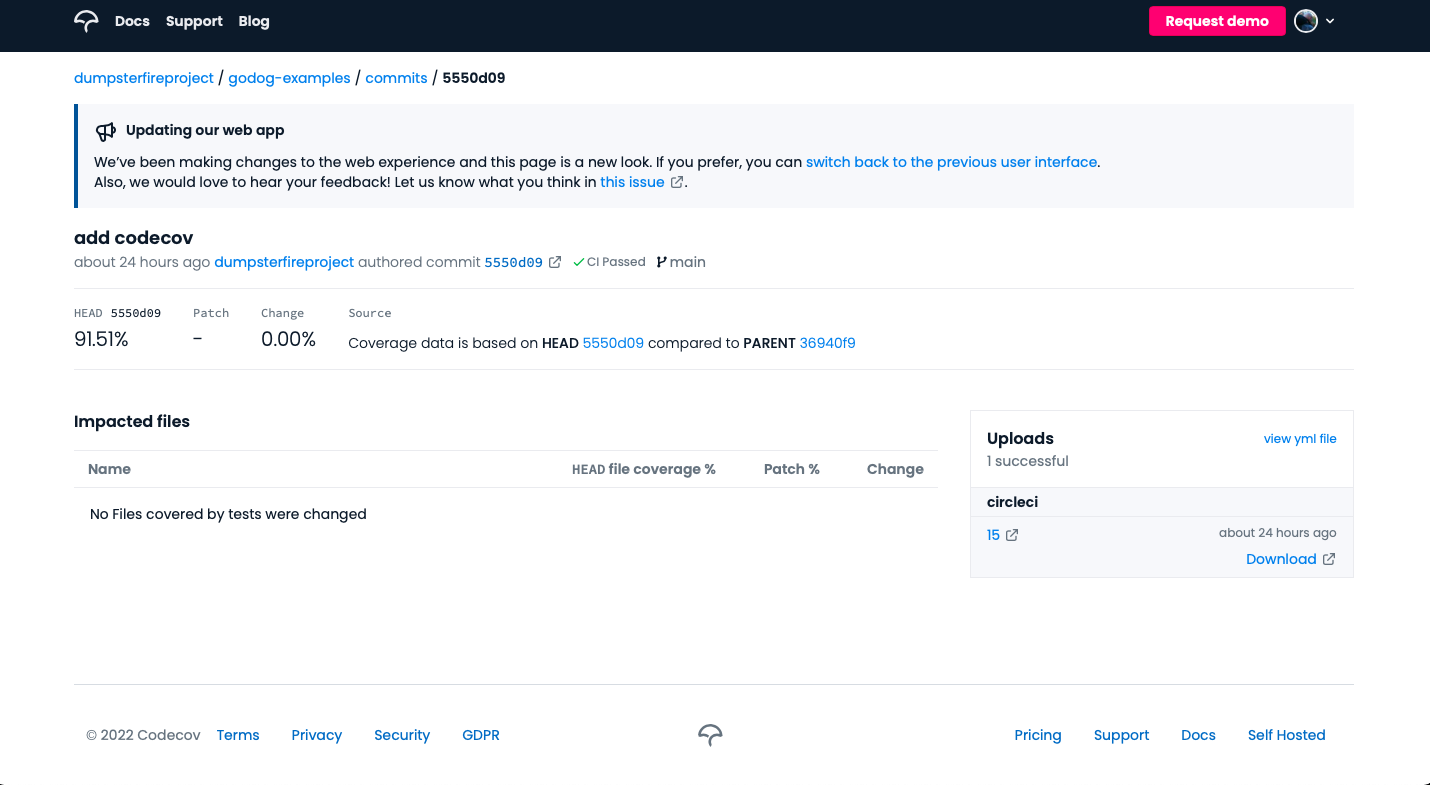 Docs Support Blog Request demo
dumpsterfireproject / godog-examples / commits / 5550d09
Updating our web app
We’ve been making changes to the web experience and this page is a new look. If you prefer, you can switch back to the previous user interface.
Also, we would love to hear your feedback! Let us know what you think in this issue .
add codecov
about 24 hours ago dumpsterfireproject authored commit 5550d09 CI Passed main
HEAD 5550d09 Patch Change Source
91.51% - 0.00% Coverage data is based on HEAD 5550d09 compared to PARENT 36940f9
Impacted files
Name HEAD file coverage % Patch % Change
No Files covered by tests were changed
Uploads view yml file
1 successful
circleci
15 about 24 hours ago
Download
© 2022 Codecov Terms Privacy Security GDPR Pricing Support Docs Self Hosted